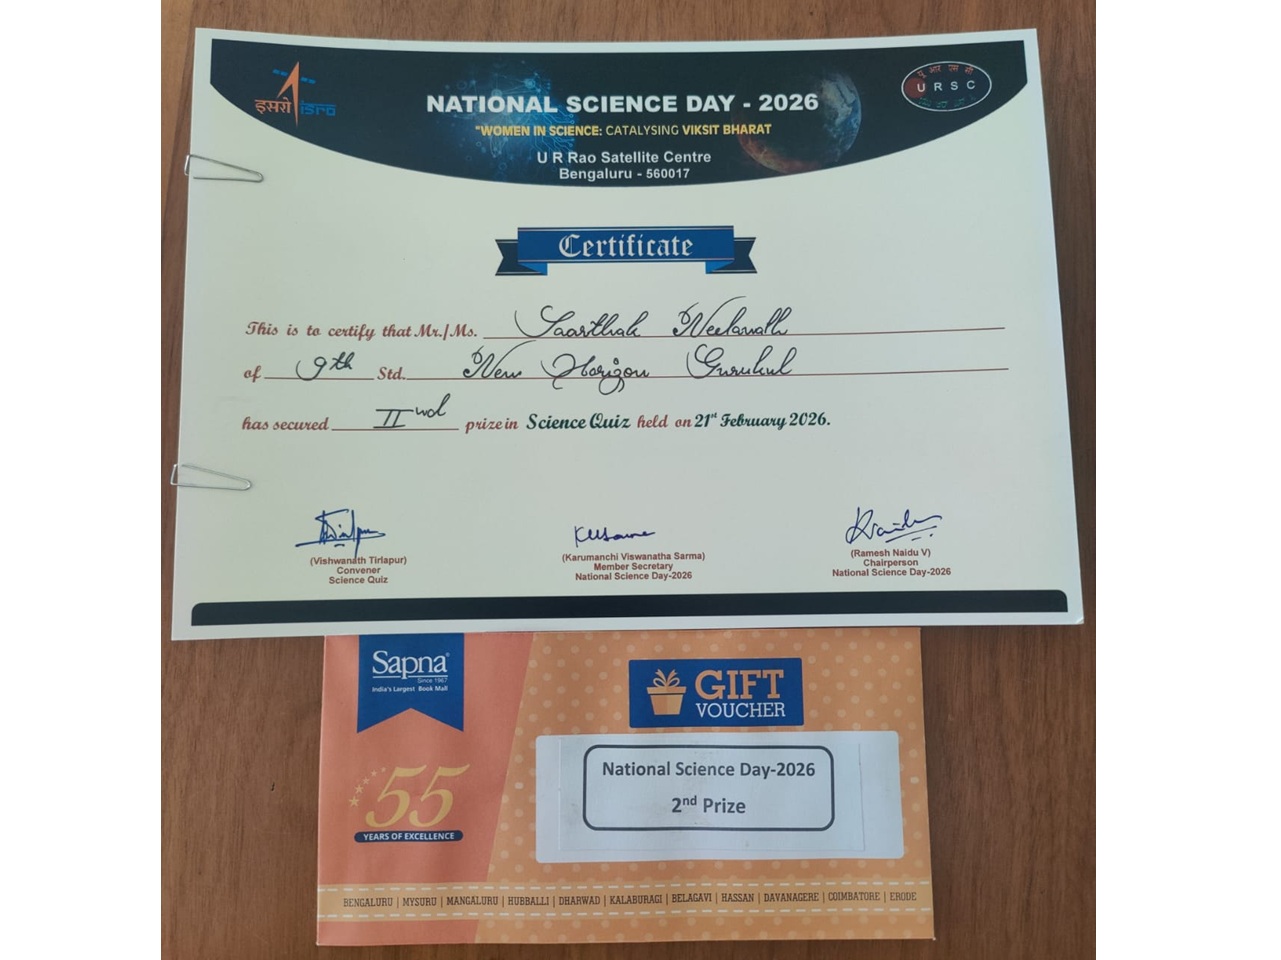 इसरो isro
NATIONAL SCIENCE DAY - 2026
"WOMEN IN SCIENCE: CATALYSING VIKSIT BHARAT
U R Rao Satellite Centre
Bengaluru - 560017
यू आर एस सी
U R S C
Certificate
This is to certify that Mr./Ms. Saarthak Neelanath
of 9th Std. New Horizon Gurukul
has secured IInd prize in Science Quiz held on 21st February 2026.
(Vishwanath Tirlapur)
Convener
Science Quiz
(Karumanchi Viswanatha Sarma)
Member Secretary
National Science Day-2026
(Ramesh Naidu V)
Chairperson
National Science Day-2026
Sapna®
Since 1967
India's Largest Book Mall
55
YEARS OF EXCELLENCE
GIFT
VOUCHER
National Science Day-2026
2nd Prize
BENGALURU | MYSURU | MANGALURU | HUBBALLI | DHARWAD | KALABURAGI | BELAGAVI | HASSAN | DAVANAGERE | COIMBATORE | ERODE